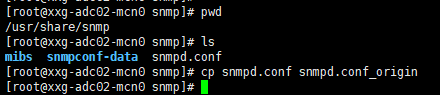 [root@xxg-adc02-mcn0 snmp]# pwd
/usr/share/snmp
[root@xxg-adc02-mcn0 snmp]# ls
mibs snmpconf-data snmpd.conf
[root@xxg-adc02-mcn0 snmp]# cp snmpd.conf snmpd.conf_origin
[root@xxg-adc02-mcn0 snmp]#